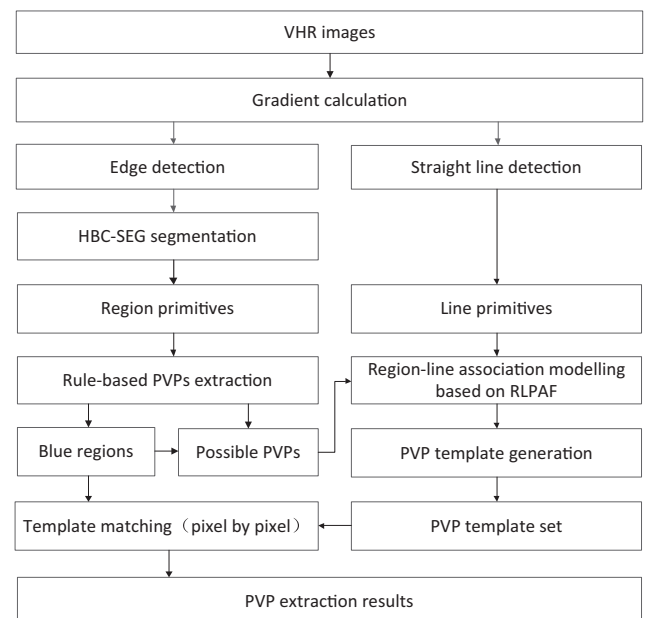 VHR images
Gradient calculation
Edge detection
Straight line detection
HBC-SEG segmentation
Region primitives
Line primitives
Rule-based PVPs extraction
Region-line association modelling
based on RLPAF
Blue regions
Possible PVPs
PVP template generation
Template matching（pixel by pixel）
PVP template set
PVP extraction results